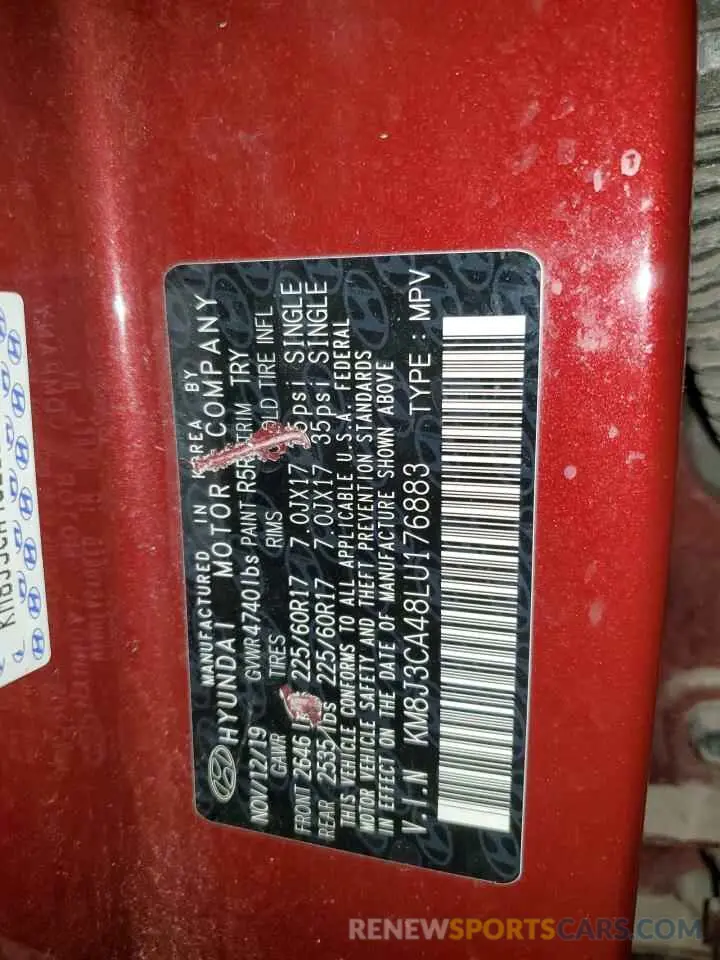 MANUFACTURED IN KOREA BY
HYUNDAI MOTOR COMPANY
NOV/12/19 GVWR 4740lbs PAINT R5R TRIM TRY
GAWR TIRES RIMS COLD TIRE INFL
FRONT 2646 225/60R17 7.0JX17 35psi SINGLE
REAR 2535 lbs 225/60R17 7.0JX17 35psi SINGLE
THIS VEHICLE CONFORMS TO ALL APPLICABLE U.S.A. FEDERAL
MOTOR VEHICLE SAFETY AND THEFT PREVENTION STANDARDS
IN EFFECT ON THE DATE OF MANUFACTURE SHOWN ABOVE
V.I.N KM8J3CA48LU176883 TYPE : MPV
RENEWSPORTSCARS.COM